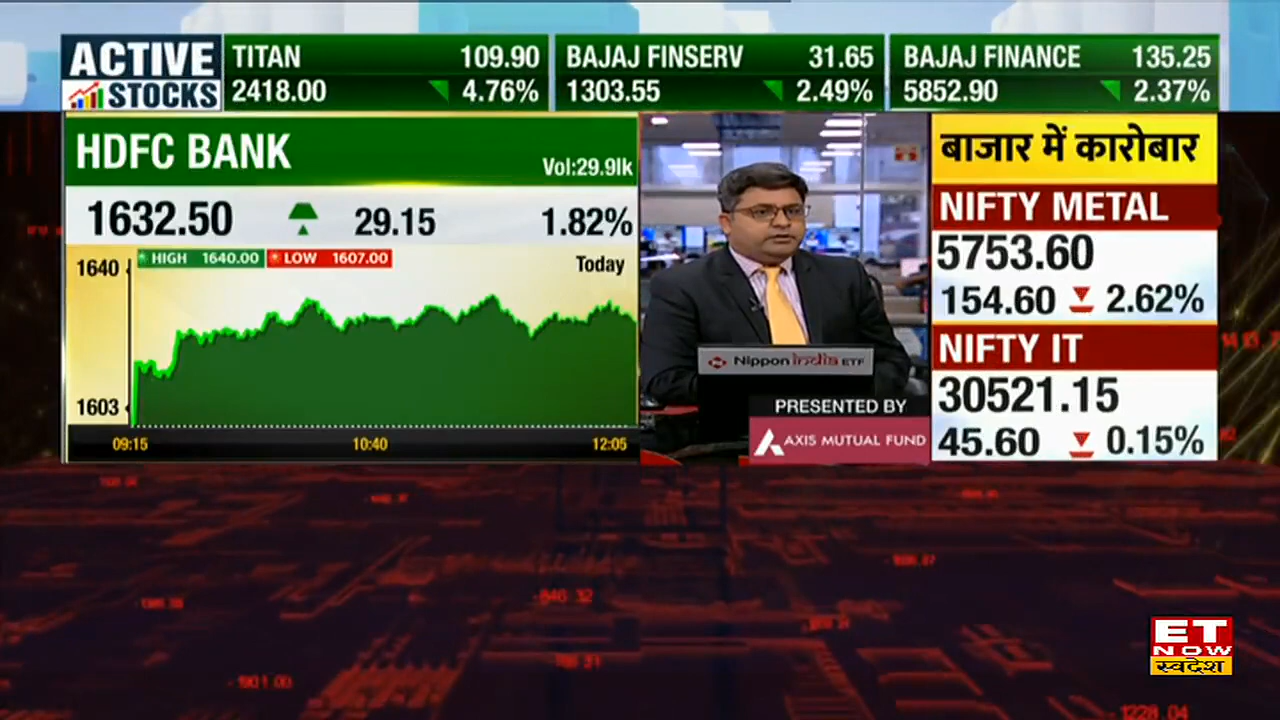 ACTIVE STOCKS
TITAN 109.90
2418.00 4.76%
BAJAJ FINSERV 31.65
1303.55 2.49%
BAJAJ FINANCE 135.25
5852.90 2.37%
HDFC BANK
Vol:29.9lk
1632.50 29.15 1.82%
HIGH 1640.00 LOW 1607.00
Today
1640
1603
09:15 10:40 12:05
Nippon india ETF
PRESENTED BY
AXIS MUTUAL FUND
बाजार में कारोबार
NIFTY METAL
5753.60
154.60 2.62%
NIFTY IT
30521.15
45.60 0.15%
846.32
1228.04
ET
NOW
स्वदेश